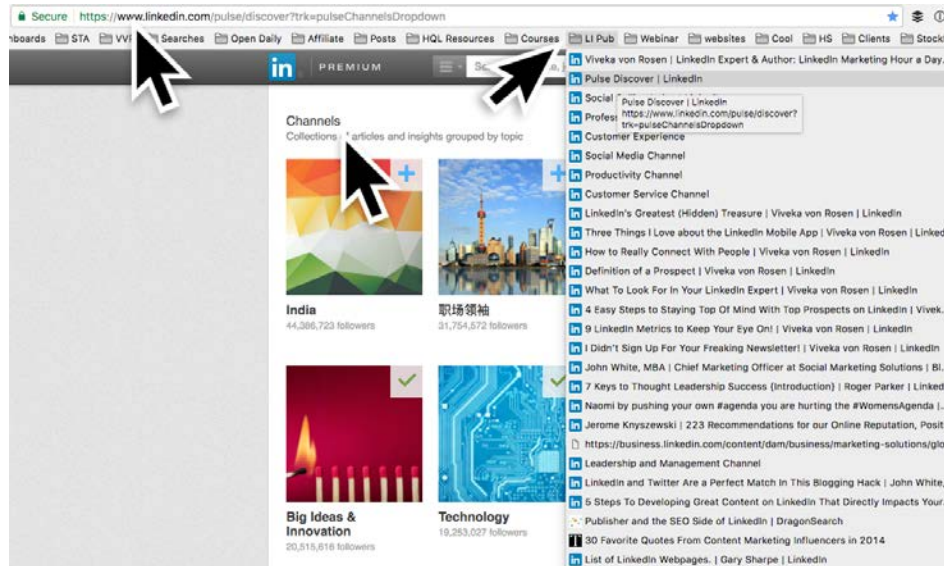 Secure https://www.linkedin.com/pulse/discover?trk=pulseChannelsDropdown
nboards STA VVF Searches Open Daily Affiliate Posts HQL Resources Courses LI Pub Webinar websites Cool HS Clients Stock
in PREMIUM
Channels
Collections articles and insights grouped by topic
India
44,386,723 followers
职场领袖
31,754,572 followers
Big Ideas &
Innovation
20,515,616 followers
Technology
19,253,027 followers
Viveka von Rosen | LinkedIn Expert & Author: LinkedIn Marketing Hour a Day.
Pulse Discover | LinkedIn
Social
Pulse Discover | LinkedIn
https://www.linkedin.com/pulse/discover?
trk=pulseChannelsDropdown
Profess
Customer Experience
Social Media Channel
Productivity Channel
Customer Service Channel
LinkedIn's Greatest (Hidden) Treasure | Viveka von Rosen | LinkedIn
Three Things I Love about the LinkedIn Mobile App | Viveka von Rosen | Linked
How to Really Connect With People | Viveka von Rosen | LinkedIn
Definition of a Prospect | Viveka von Rosen | LinkedIn
What To Look For In Your LinkedIn Expert | Viveka von Rosen | LinkedIn
4 Easy Steps to Staying Top Of Mind With Top Prospects on LinkedIn | Vivek.
9 LinkedIn Metrics to Keep Your Eye On! | Viveka von Rosen | LinkedIn
I Didn't Sign Up For Your Freaking Newsletter! | Viveka von Rosen | LinkedIn
John White, MBA | Chief Marketing Officer at Social Marketing Solutions | Bl.
7 Keys to Thought Leadership Success {Introduction} | Roger Parker | Linked
Naomi by pushing your own #agenda you are hurting the #WomensAgenda |.
Jerome Knyszewski | 223 Recommendations for our Online Reputation, Posit
https://business.linkedin.com/content/dam/business/marketing-solutions/glo
Leadership and Management Channel
LinkedIn and Twitter Are a Perfect Match In This Blogging Hack | John White,
5 Steps To Developing Great Content on LinkedIn That Directly Impacts Your
Publisher and the SEO Side of LinkedIn | DragonSearch
30 Favorite Quotes From Content Marketing Influencers in 2014
List of LinkedIn Webpages. | Gary Sharpe | LinkedIn